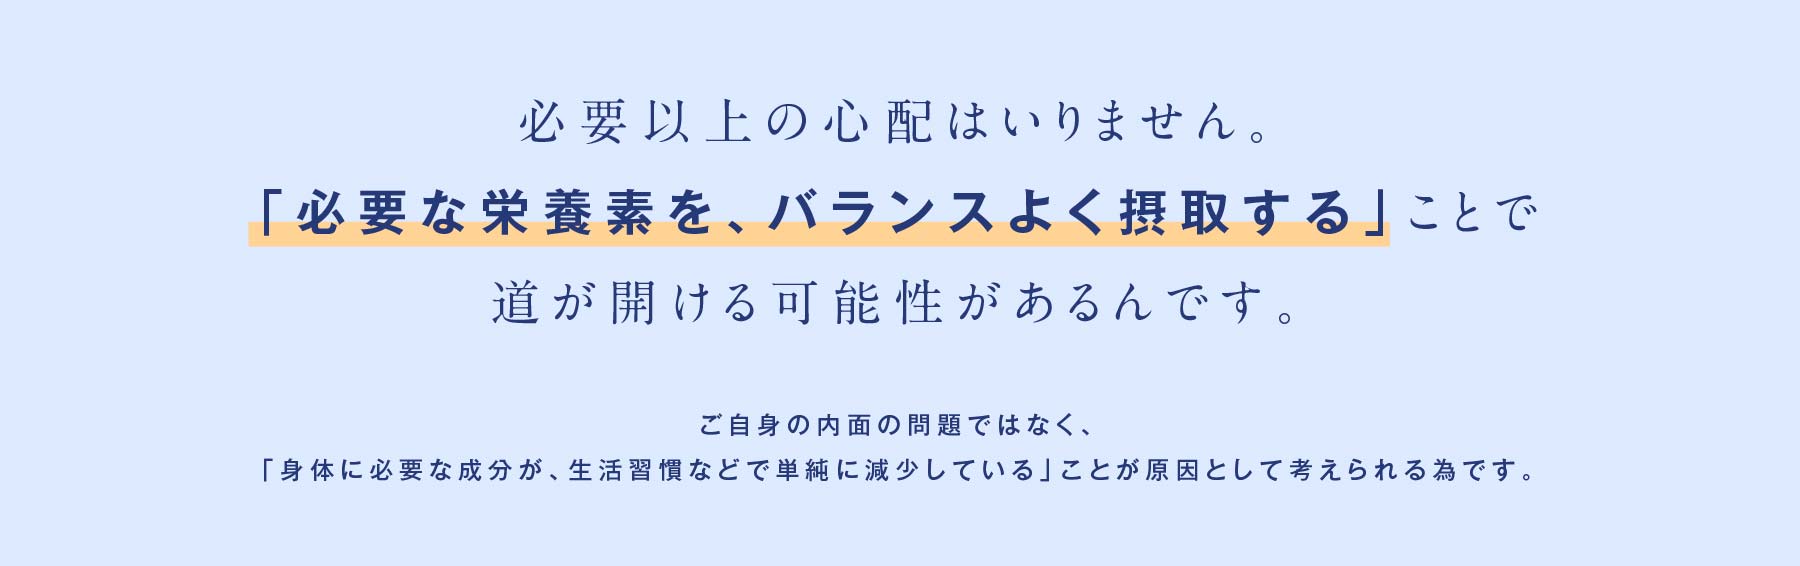 必要以上の心配はいりません。
「必要な栄養素を、バランスよく摂取する」ことで
道が開ける可能性があるんです。
ご自身の内面の問題ではなく、
「身体に必要な成分が、生活習慣などで単純に減少している」ことが原因として考えられる為です。